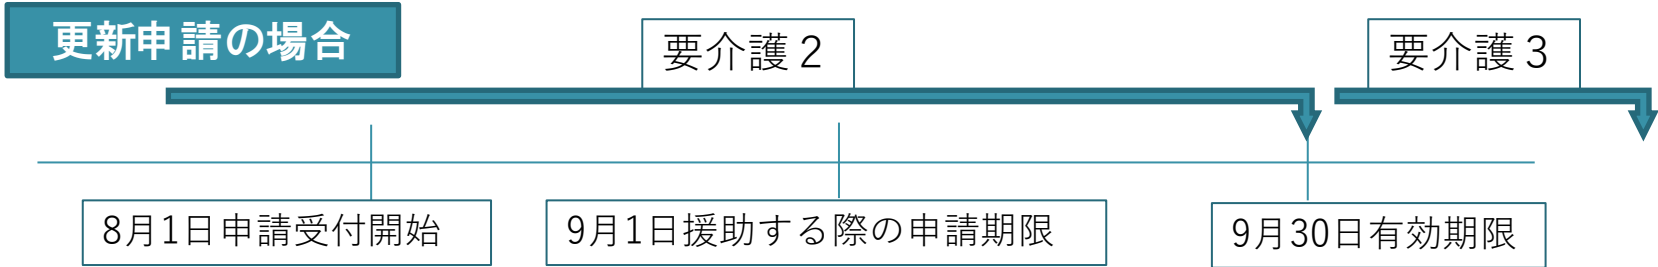 更新申請の場合
要介護２
要介護３
8月1日申請受付開始
9月1日援助する際の申請期限
9月30日有効期限